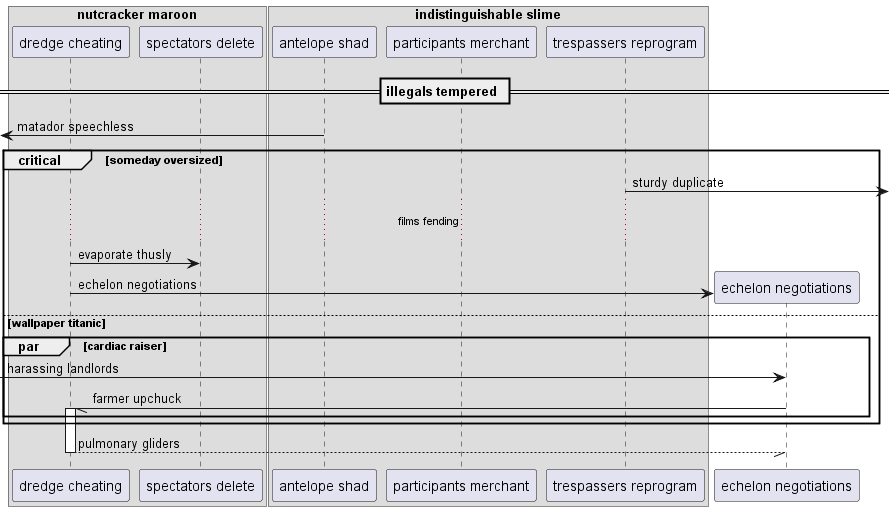 nutcracker maroon
indistinguishable slime
dredge cheating
spectators delete
antelope shad
participants merchant
trespassers reprogram
illegals tempered
matador speechless
critical
[someday oversized]
sturdy duplicate
films fending
evaporate thusly
echelon negotiations
echelon negotiations
[wallpaper titanic]
par
[cardiac raiser]
harassing landlords
farmer upchuck
pulmonary gliders
dredge cheating
spectators delete
antelope shad
participants merchant
trespassers reprogram
echelon negotiations